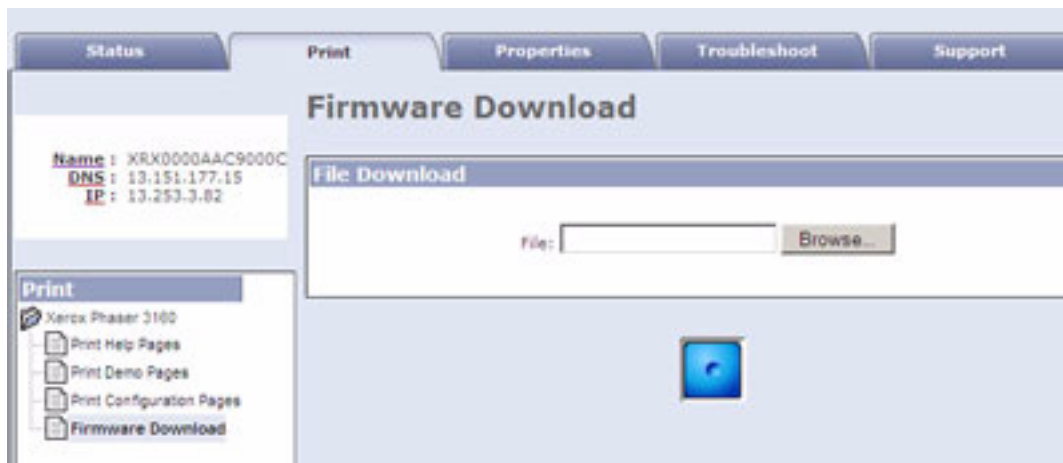 Status
Print
Properties
Troubleshoot
Support
Firmware Download
Name : XRX0000AAC9000C
DNS : 13.151.177.15
IP : 13.253.3.82
File Download
File:
Browse...
Print
Xerox Phaser 3160
Print Help Pages
Print Demo Pages
Print Configuration Pages
Firmware Download